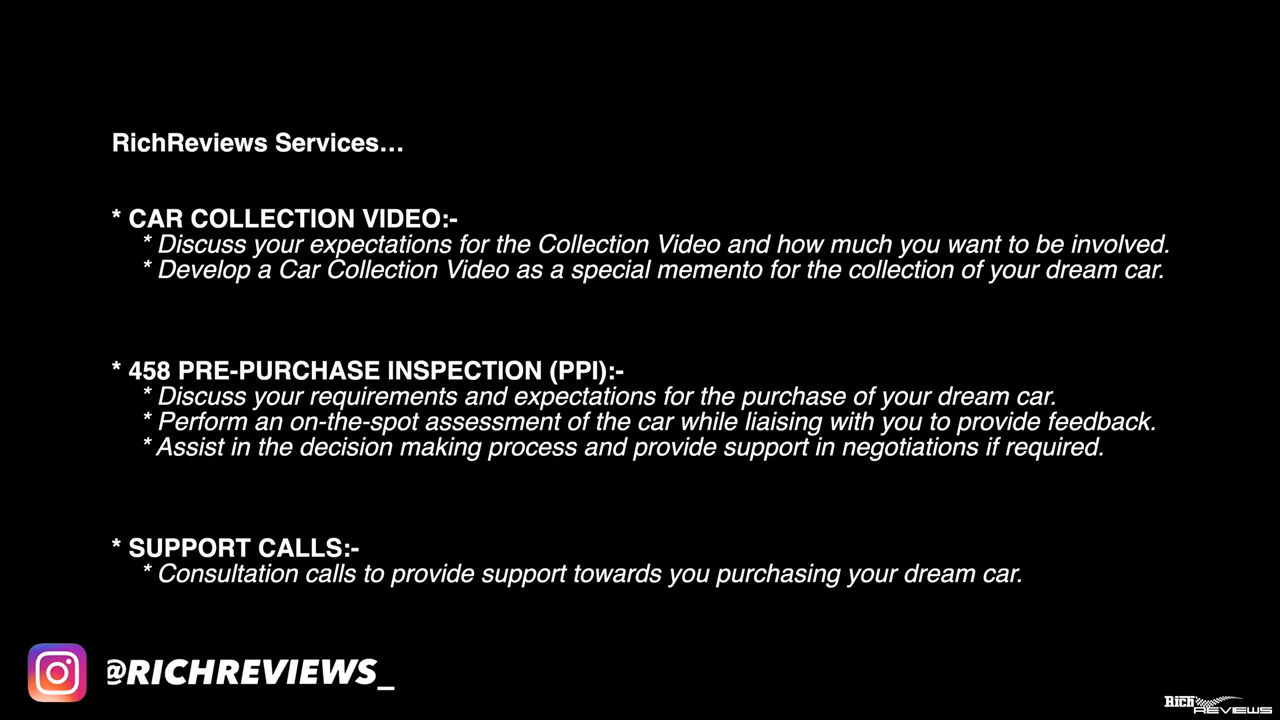 RichReviews Services...
* CAR COLLECTION VIDEO:-
* Discuss your expectations for the Collection Video and how much you want to be involved.
* Develop a Car Collection Video as a special memento for the collection of your dream car.
* 458 PRE-PURCHASE INSPECTION (PPI):-
* Discuss your requirements and expectations for the purchase of your dream car.
* Perform an on-the-spot assessment of the car while liaising with you to provide feedback.
* Assist in the decision making process and provide support in negotiations if required.
* SUPPORT CALLS:-
* Consultation calls to provide support towards you purchasing your dream car.
@RICHREVIEWS_
Rich
REVIEWS